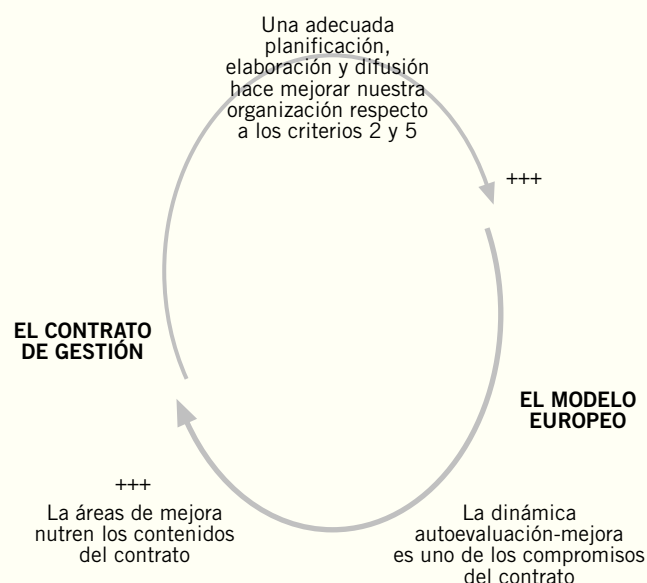 Una adecuada
planificación,
elaboración y difusión
hace mejorar nuestra
organización respecto
a los criterios 2 y 5
+++
EL CONTRATO
DE GESTIÓN
EL MODELO
EUROPEO
+++
La áreas de mejora
nutren los contenidos
del contrato
La dinámica
autoevaluación-mejora
es uno de los compromisos
del contrato